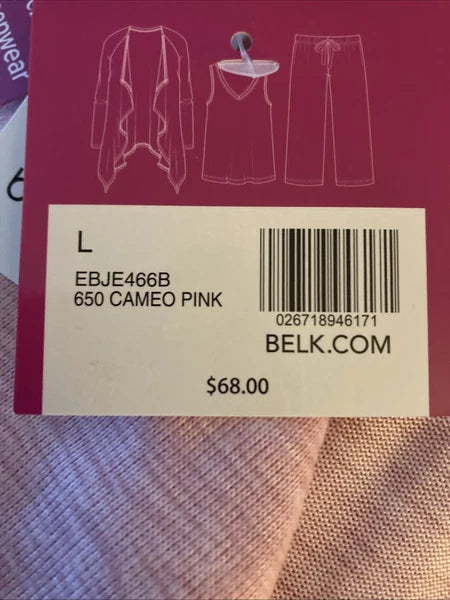 L
EBJE466B
650 CAMEO PINK
026718946171
BELK.COM
$68.00